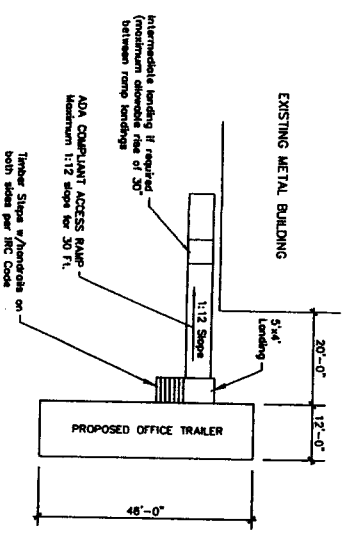 EXISTING METAL BUILDING
Intermediate landing if required
(maximum allowable rise of 30"
between ramp landings
ADA COMPLIANT ACCESS RAMP
Maximum 1:12 slope for 30 Ft.
Timber Steps w/handrails on
both sides per IRC Code
1:12 Slope
5'x4'
Landing
20'-0"
12'-0"
PROPOSED OFFICE TRAILER
46'-0"